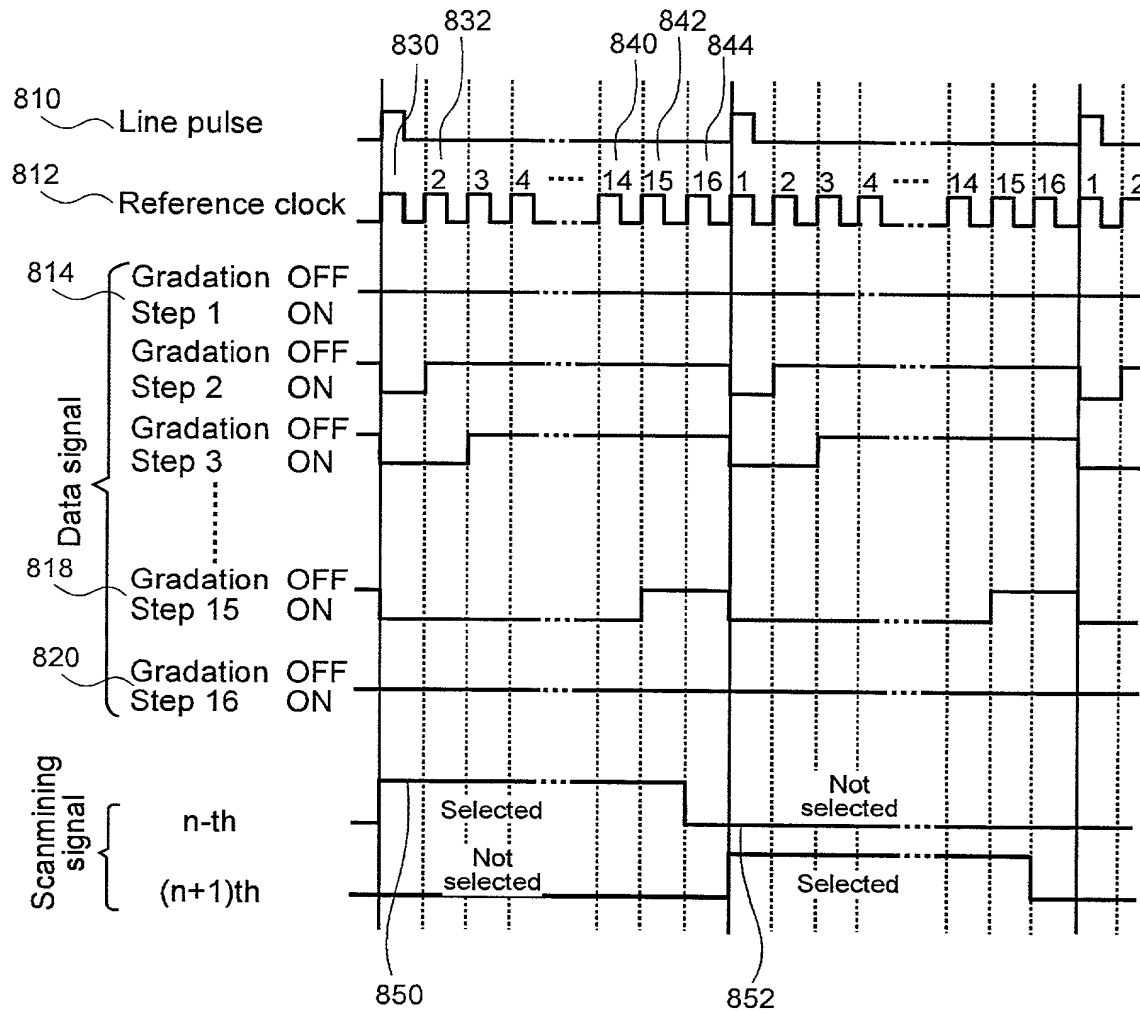 830 832 840 842 844
810 Line pulse
812 Reference clock
2 3 4 ····· 14 15 16 1 2 3 4 ····· 14 15 16 1 2
Data signal
814 Gradation OFF
Step 1 ON
Gradation OFF
Step 2 ON
Gradation OFF
Step 3 ON
818 Gradation OFF
Step 15 ON
820 Gradation OFF
Step 16 ON
Scanmining
signal
n-th
Selected
Not
selected
(n+1)th
Not
selected
Selected
850 852